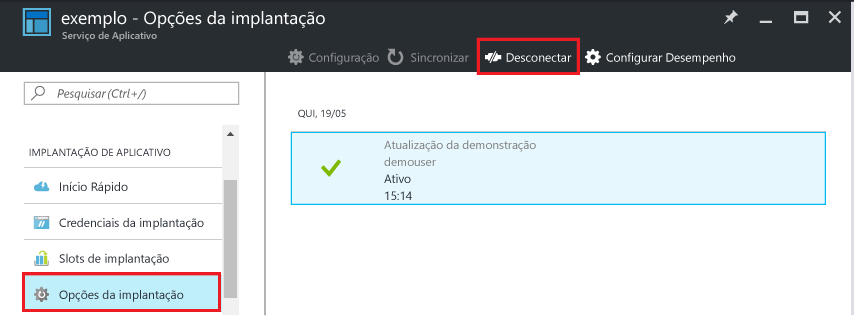 exemplo - Opções da implantação
Serviço de Aplicativo
Configuração Sincronizar Desconectar Configurar Desempenho
Pesquisar (Ctrl+/)
QUI, 19/05
Atualização da demonstração
demouser
Ativo
15:14
IMPLANTAÇÃO DE APLICATIVO
Início Rápido
Credenciais da implantação
Slots de implantação
Opções da implantação